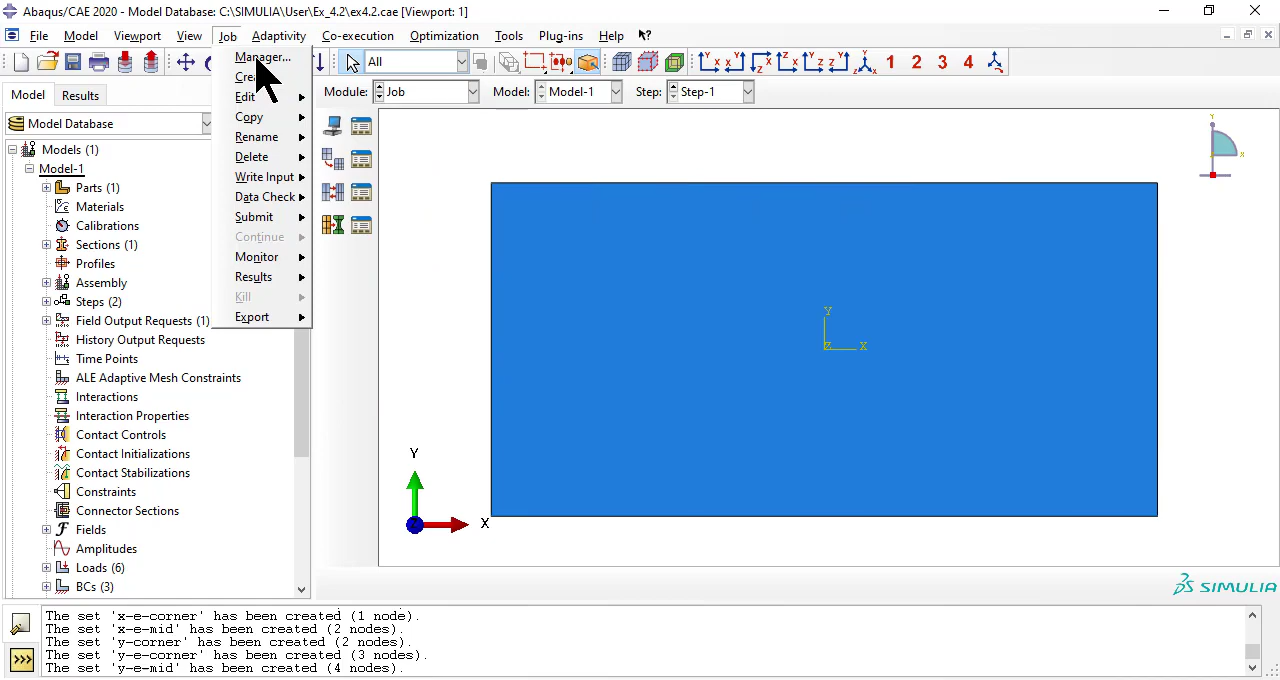 Abaqus/CAE 2020 - Model Database: C:\SIMULIA\User\Ex_4.2\ex4.2.cae [Viewport: 1]
File Model Viewport View Job Adaptivity Co-execution Optimization Tools Plug-ins Help
All
1 2 3 4
Model Results
Module: Job Model: Model-1 Step: Step-1
Model Database
Manager...
Edit
Copy
Rename
Delete
Write Input
Data Check
Submit
Continue
Monitor
Results
Kill
Export
Models (1)
Model-1
Parts (1)
Materials
Calibrations
Sections (1)
Profiles
Assembly
Steps (2)
Field Output Requests (1)
History Output Requests
Time Points
ALE Adaptive Mesh Constraints
Interactions
Interaction Properties
Contact Controls
Contact Initializations
Contact Stabilizations
Constraints
Connector Sections
Fields
Amplitudes
Loads (6)
BCs (3)
Y
X
Y
Z X
Y
Z X
SIMULIA
The set 'x-e-corner' has been created (1 node).
The set 'x-e-mid' has been created (2 nodes).
The set 'y-corner' has been created (2 nodes).
The set 'y-e-corner' has been created (3 nodes).
The set 'y-e-mid' has been created (4 nodes).